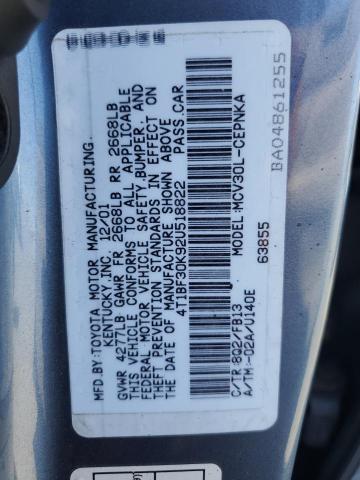 MFD.BY:TOYOTA MOTOR MANUFACTURING,
KENTUCKY,INC. 12/01
GVWR 4277LB GAWR FR 2668LB RR 2668LB
THIS VEHICLE CONFORMS TO ALL APPLICABLE
FEDERAL MOTOR VEHICLE SAFETY,BUMPER, AND
THEFT PREVENTION STANDARDS IN EFFECT ON
THE DATE OF MANUFACTURE SHOWN ABOVE
4T1BF30K32U518822 PASS.CAR
MODEL:MCV30L-CEPNKA
63855
C/TR:8Q2/FB13
A/TM:-02A/U140E
BA04861255